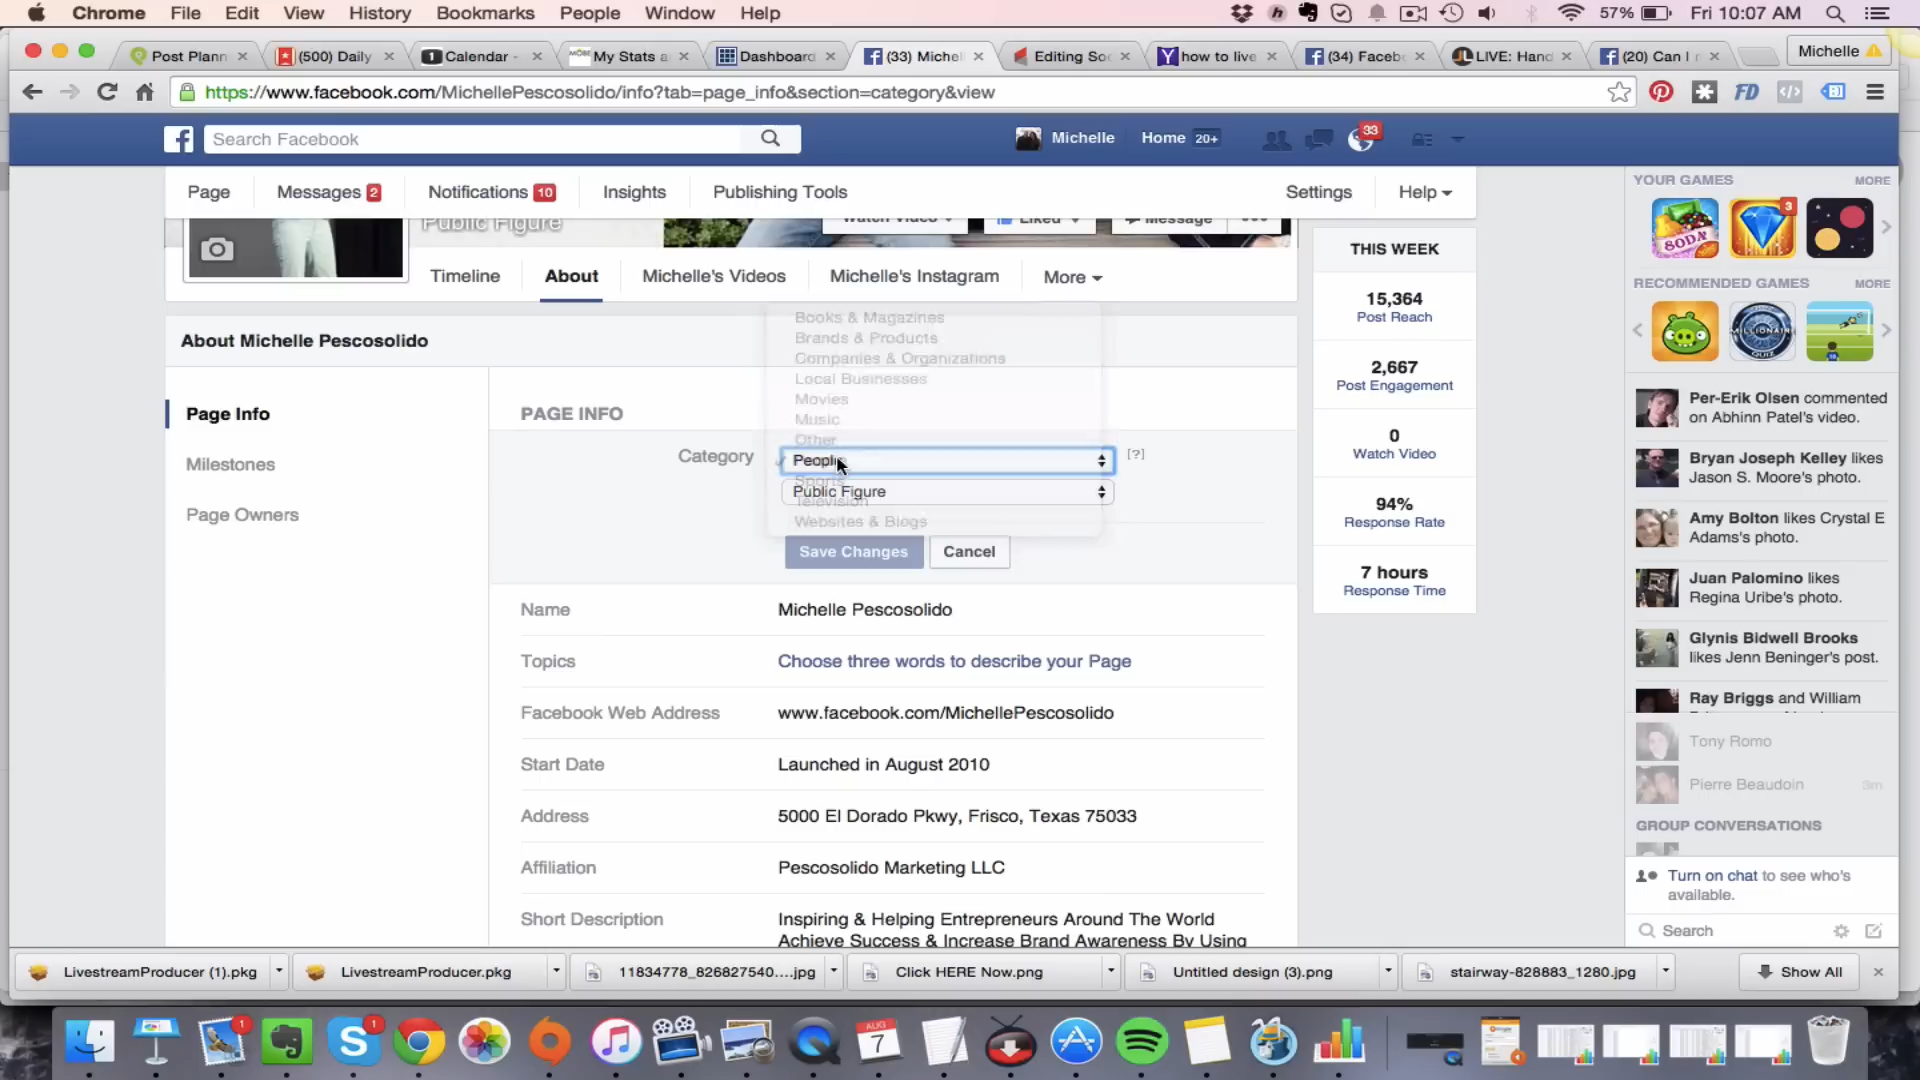 Chrome File Edit View History Bookmarks People Window Help 57% Fri 10:07 AM
Post Plann (500) Daily Calendar - My Stats a Dashboard (33) Michel Editing Soc how to live (34) Faceb LIVE: Hand (20) Can I r Michelle
https://www.facebook.com/MichellePescosolido/info?tab=page_info&section=category&view
Search Facebook Michelle Home 20+ 33
Page Messages 2 Notifications 10 Insights Publishing Tools Settings Help
Public Figure Watch Video Liked Message
Timeline About Michelle's Videos Michelle's Instagram More
About Michelle Pescosolido
Page Info
Milestones
Page Owners
PAGE INFO
Books & Magazines
Brands & Products
Companies & Organizations
Local Businesses
Movies
Music
Other
Category People [?]
Sports
Public Figure
Television
Websites & Blogs
Save Changes Cancel
Name Michelle Pescosolido
Topics Choose three words to describe your Page
Facebook Web Address www.facebook.com/MichellePescosolido
Start Date Launched in August 2010
Address 5000 El Dorado Pkwy, Frisco, Texas 75033
Affiliation Pescosolido Marketing LLC
Short Description Inspiring & Helping Entrepreneurs Around The World
Achieve Success & Increase Brand Awareness By Using
THIS WEEK
15,364
Post Reach
2,667
Post Engagement
0
Watch Video
94%
Response Rate
7 hours
Response Time
YOUR GAMES MORE
SODA 3
RECOMMENDED GAMES MORE
Per-Erik Olsen commented
on Abhinn Patel's video.
Bryan Joseph Kelley likes
Jason S. Moore's photo.
Amy Bolton likes Crystal E
Adams's photo.
Juan Palomino likes
Regina Uribe's photo.
Glynis Bidwell Brooks
likes Jenn Beninger's post.
Ray Briggs and William
Tony Romo
Pierre Beaudoin 3m
GROUP CONVERSATIONS
Turn on chat to see who's
available.
Search
LivestreamProducer (1).pkg LivestreamProducer.pkg 11834778_826827540....jpg Click HERE Now.png Untitled design (3).png stairway-828883_1280.jpg Show All
1 1 AUG
7